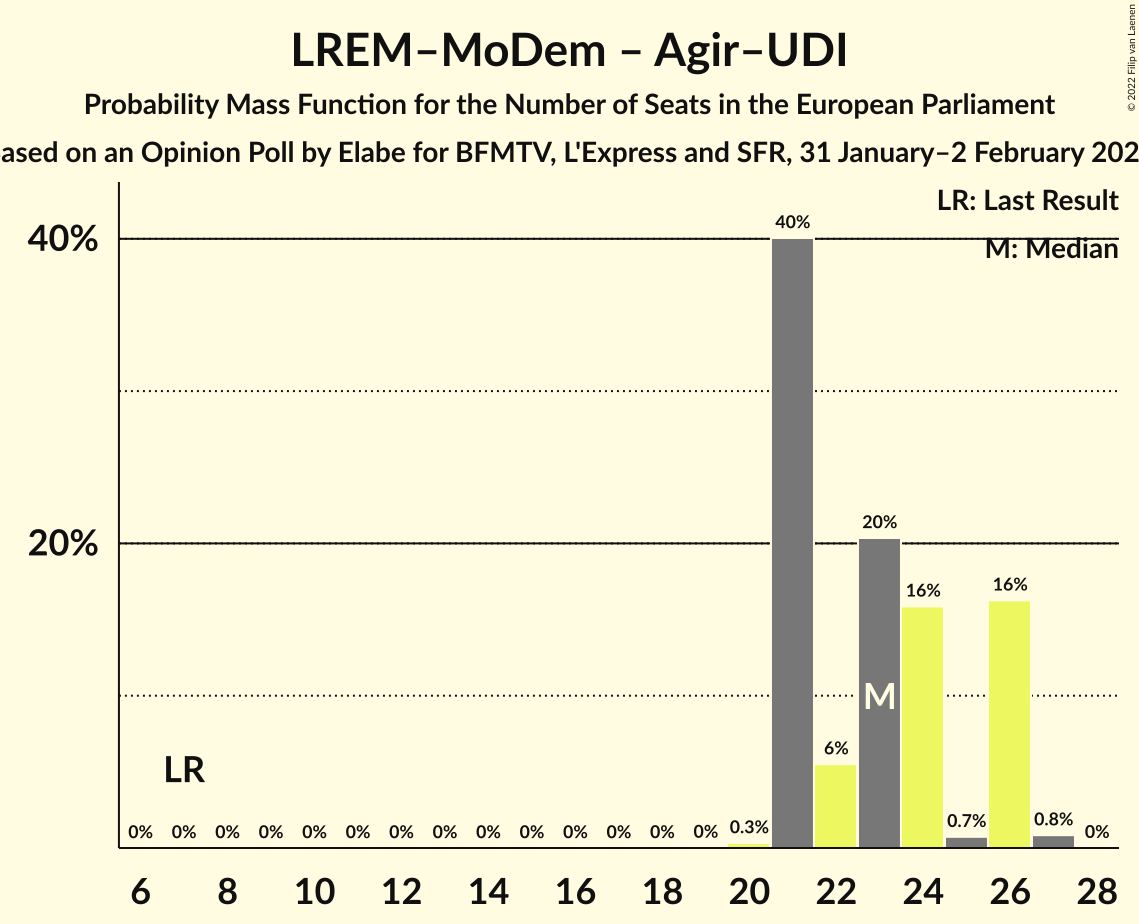 LREM–MoDem – Agir–UDI
Probability Mass Function for the Number of Seats in the European Parliament
ased on an Opinion Poll by Elabe for BFMTV, L'Express and SFR, 31 January–2 February 202
© 2022 Filip van Laenen
LR: Last Result
M: Median
40%
20%
40%
20%
16%
16%
6%
0.3%
0.7%
0.8%
0% 0% 0% 0% 0% 0% 0% 0% 0% 0% 0% 0% 0% 0% 0%
LR
M
6 8 10 12 14 16 18 20 22 24 26 28